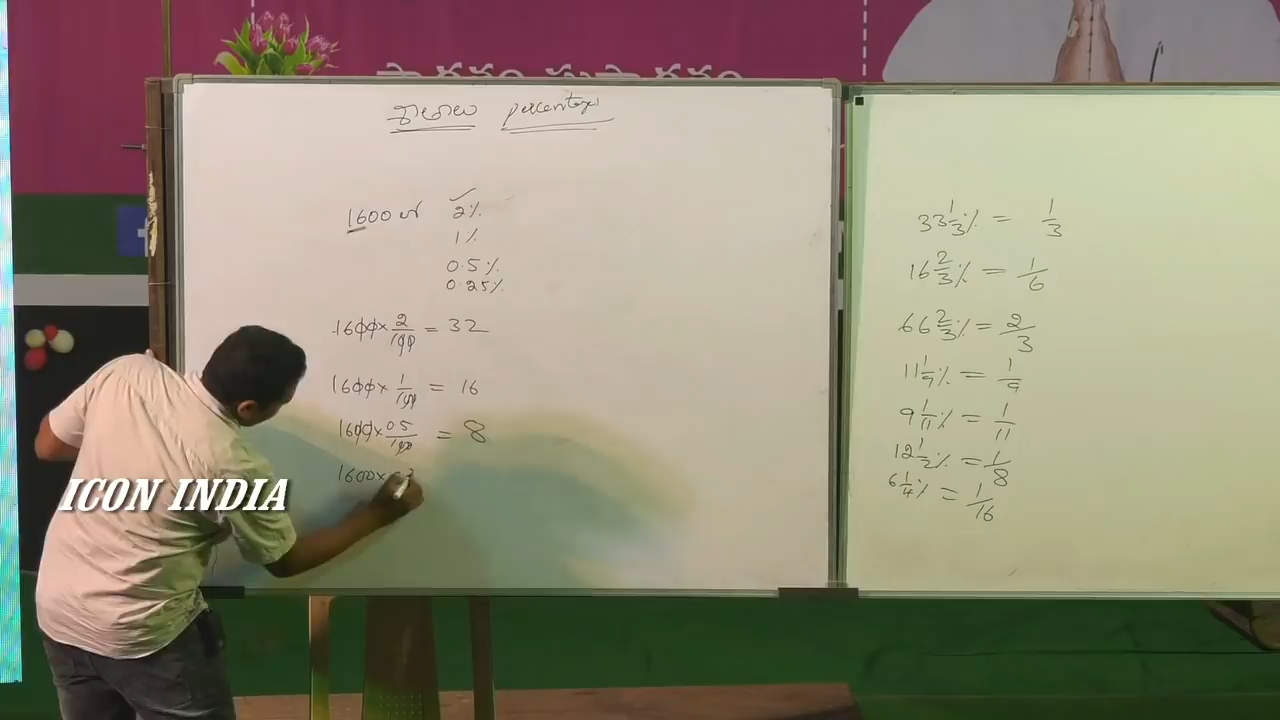 స్వాగతం సుస్వాగతం
శాతాలు percentage
1600 లో 2%
1%
0.5%
0.25%
1600 × 2/100 = 32
1600 × 1/100 = 16
1600 × 0.5/100 = 8
1600 ×
33 1/3 % = 1/3
16 2/3 % = 1/6
66 2/3 % = 2/3
11 1/9 % = 1/9
9 1/11 % = 1/11
12 1/2 % = 1/8
6 1/4 % = 1/16
ICON INDIA